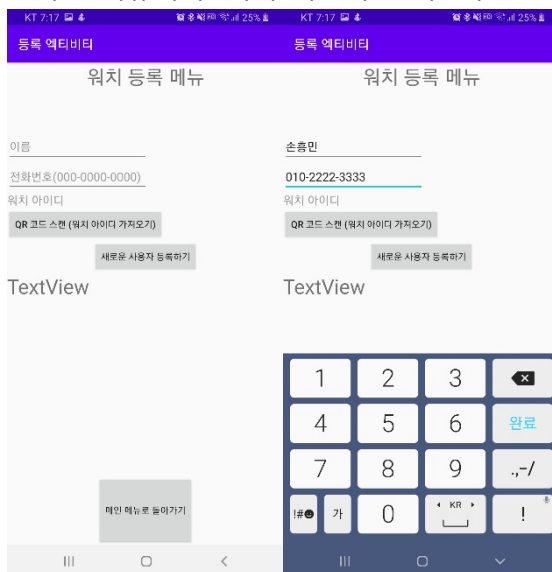 KT 7:17 25%
등록 엑티비티
워치 등록 메뉴
이름
전화번호(000-0000-0000)
워치 아이디
QR 코드 스캔 (워치 아이디 가져오기)
새로운 사용자 등록하기
TextView
메인 메뉴로 돌아가기
KT 7:17 25%
등록 엑티비티
워치 등록 메뉴
손흥민
010-2222-3333
워치 아이디
QR 코드 스캔 (워치 아이디 가져오기)
새로운 사용자 등록하기
TextView
1 2 3
4 5 6 완료
7 8 9 .,-/
!#☻ 가 0 KR !